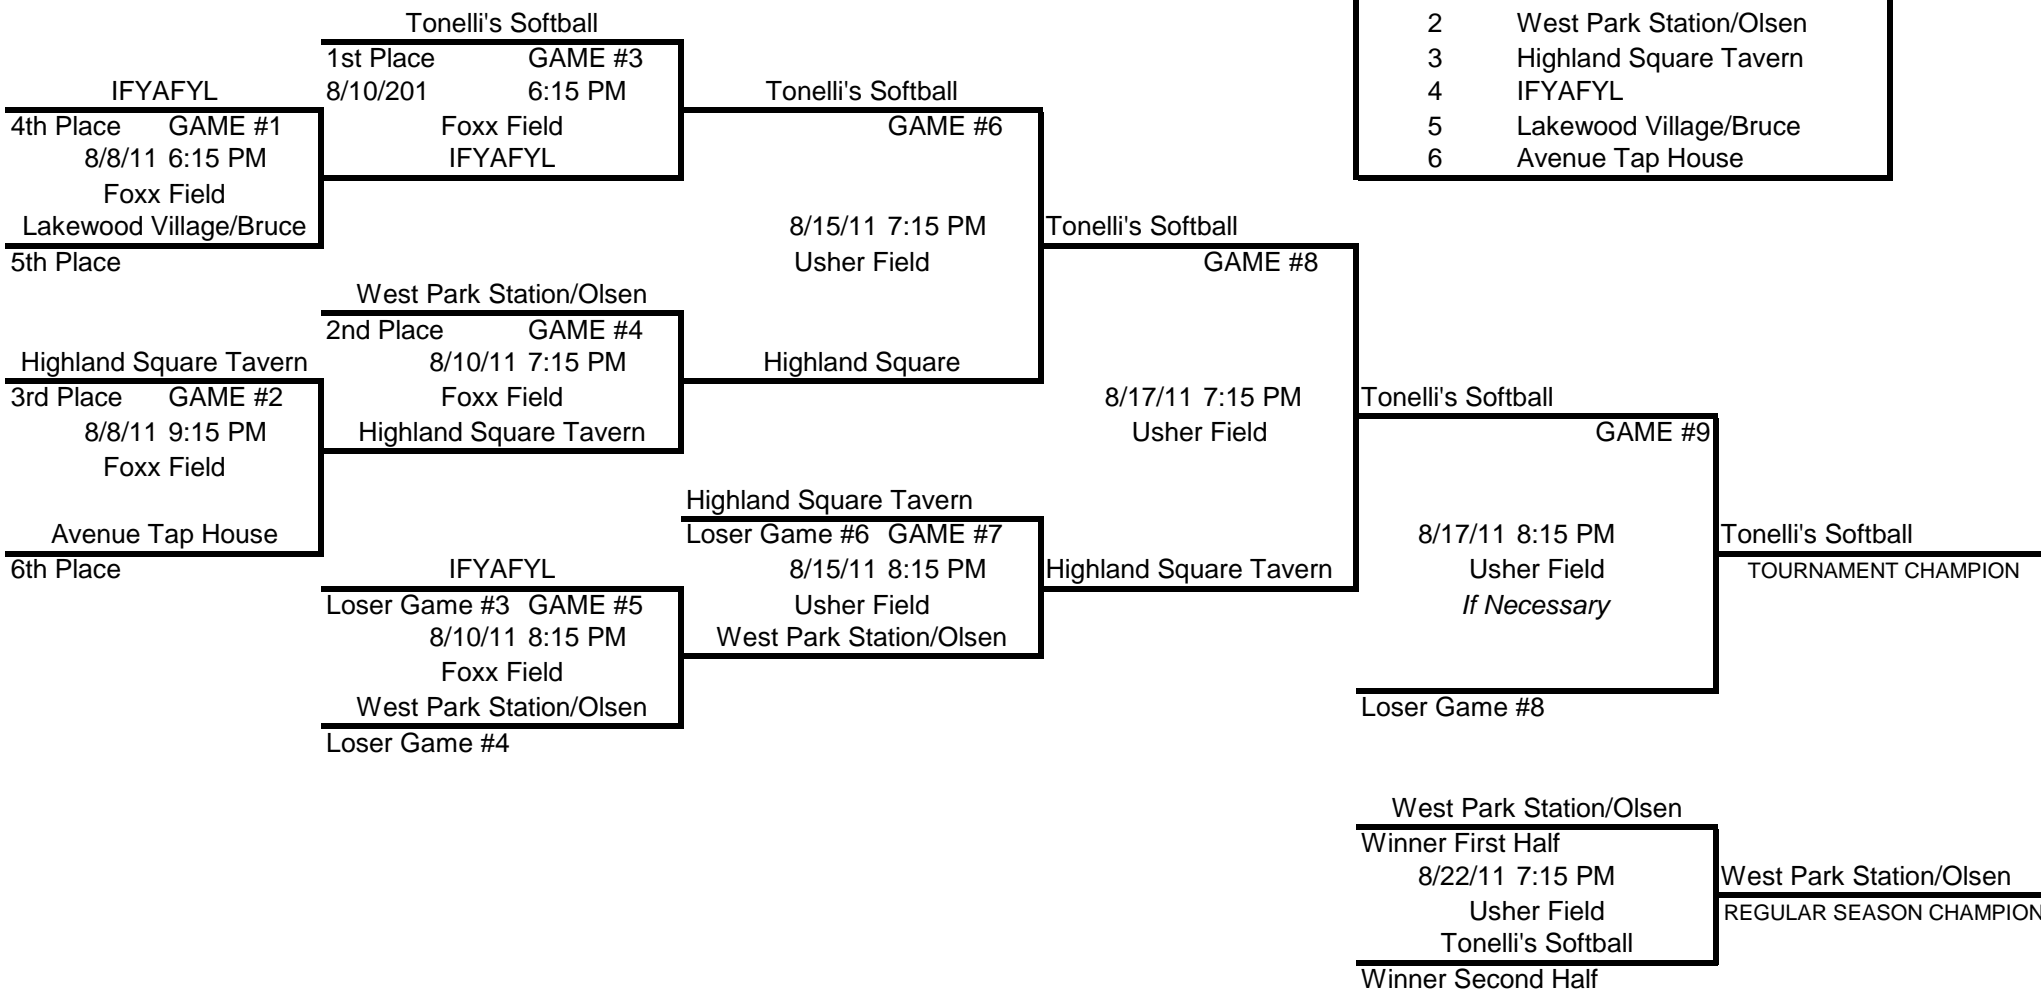 Tonelli's Softball
1st Place GAME #3
8/10/201 6:15 PM
Foxx Field
IFYAFYL
IFYAFYL
4th Place GAME #1
8/8/11 6:15 PM
Foxx Field
Lakewood Village/Bruce
5th Place
West Park Station/Olsen
2nd Place GAME #4
8/10/11 7:15 PM
Foxx Field
Highland Square Tavern
Highland Square Tavern
3rd Place GAME #2
8/8/11 9:15 PM
Foxx Field
Avenue Tap House
6th Place
IFYAFYL
Loser Game #3 GAME #5
8/10/11 8:15 PM
Foxx Field
West Park Station/Olsen
Loser Game #4
Tonelli's Softball
GAME #6
8/15/11 7:15 PM
Usher Field
Highland Square
Highland Square Tavern
Loser Game #6 GAME #7
8/15/11 8:15 PM
Usher Field
West Park Station/Olsen
Tonelli's Softball
GAME #8
8/17/11 7:15 PM
Usher Field
Highland Square Tavern
2 West Park Station/Olsen
3 Highland Square Tavern
4 IFYAFYL
5 Lakewood Village/Bruce
6 Avenue Tap House
Tonelli's Softball
GAME #9
8/17/11 8:15 PM
Usher Field
If Necessary
Loser Game #8
Tonelli's Softball
TOURNAMENT CHAMPION
West Park Station/Olsen
Winner First Half
8/22/11 7:15 PM
Usher Field
Tonelli's Softball
Winner Second Half
West Park Station/Olsen
REGULAR SEASON CHAMPION